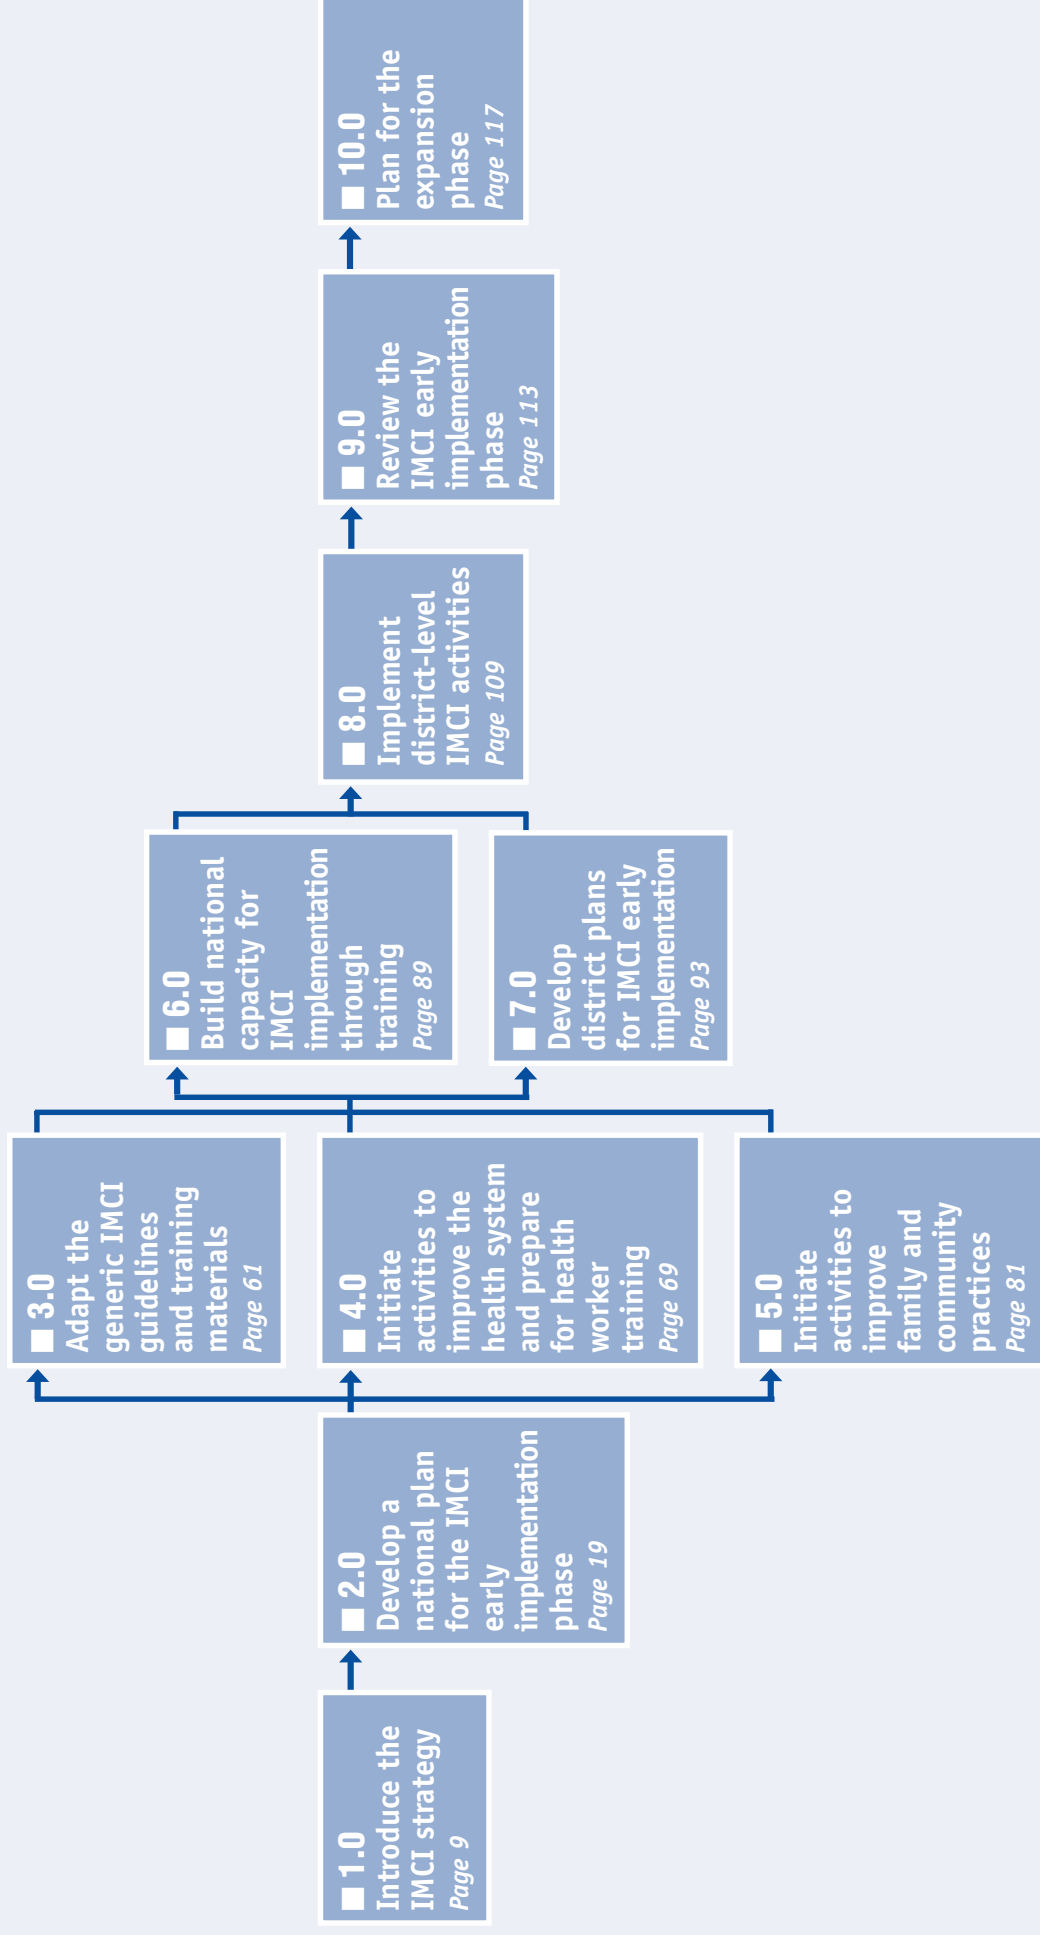 ■ 1.0
Introduce the
IMCI strategy
Page 9
■ 2.0
Develop a
national plan
for the IMCI
early
implementation
phase
Page 19
■ 3.0
Adapt the
generic IMCI
guidelines
and training
materials
Page 61
■ 4.0
Initiate
activities to
improve the
health system
and prepare
for health
worker
training
Page 69
■ 5.0
Initiate
activities to
improve
family and
community
practices
Page 81
■ 6.0
Build national
capacity for
IMCI
implementation
through
training
Page 89
■ 7.0
Develop
district plans
for IMCI early
implementation
Page 93
■ 8.0
Implement
district-level
IMCI activities
Page 109
■ 9.0
Review the
IMCI early
implementation
phase
Page 113
■ 10.0
Plan for the
expansion
phase
Page 117